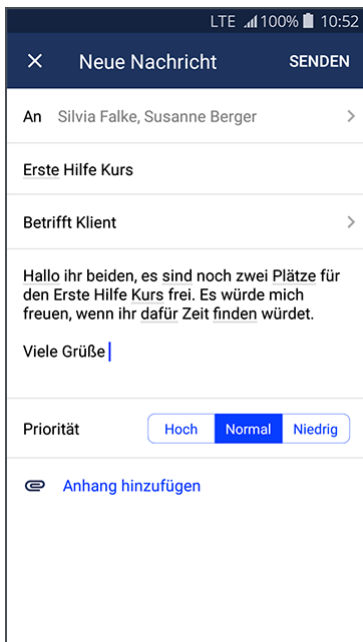 LTE 100% 10:52
× Neue Nachricht SENDEN
An Silvia Falke, Susanne Berger
Erste Hilfe Kurs
Betrifft Klient
Hallo ihr beiden, es sind noch zwei Plätze für
den Erste Hilfe Kurs frei. Es würde mich
freuen, wenn ihr dafür Zeit finden würdet.
Viele Grüße
Priorität Hoch Normal Niedrig
Anhang hinzufügen